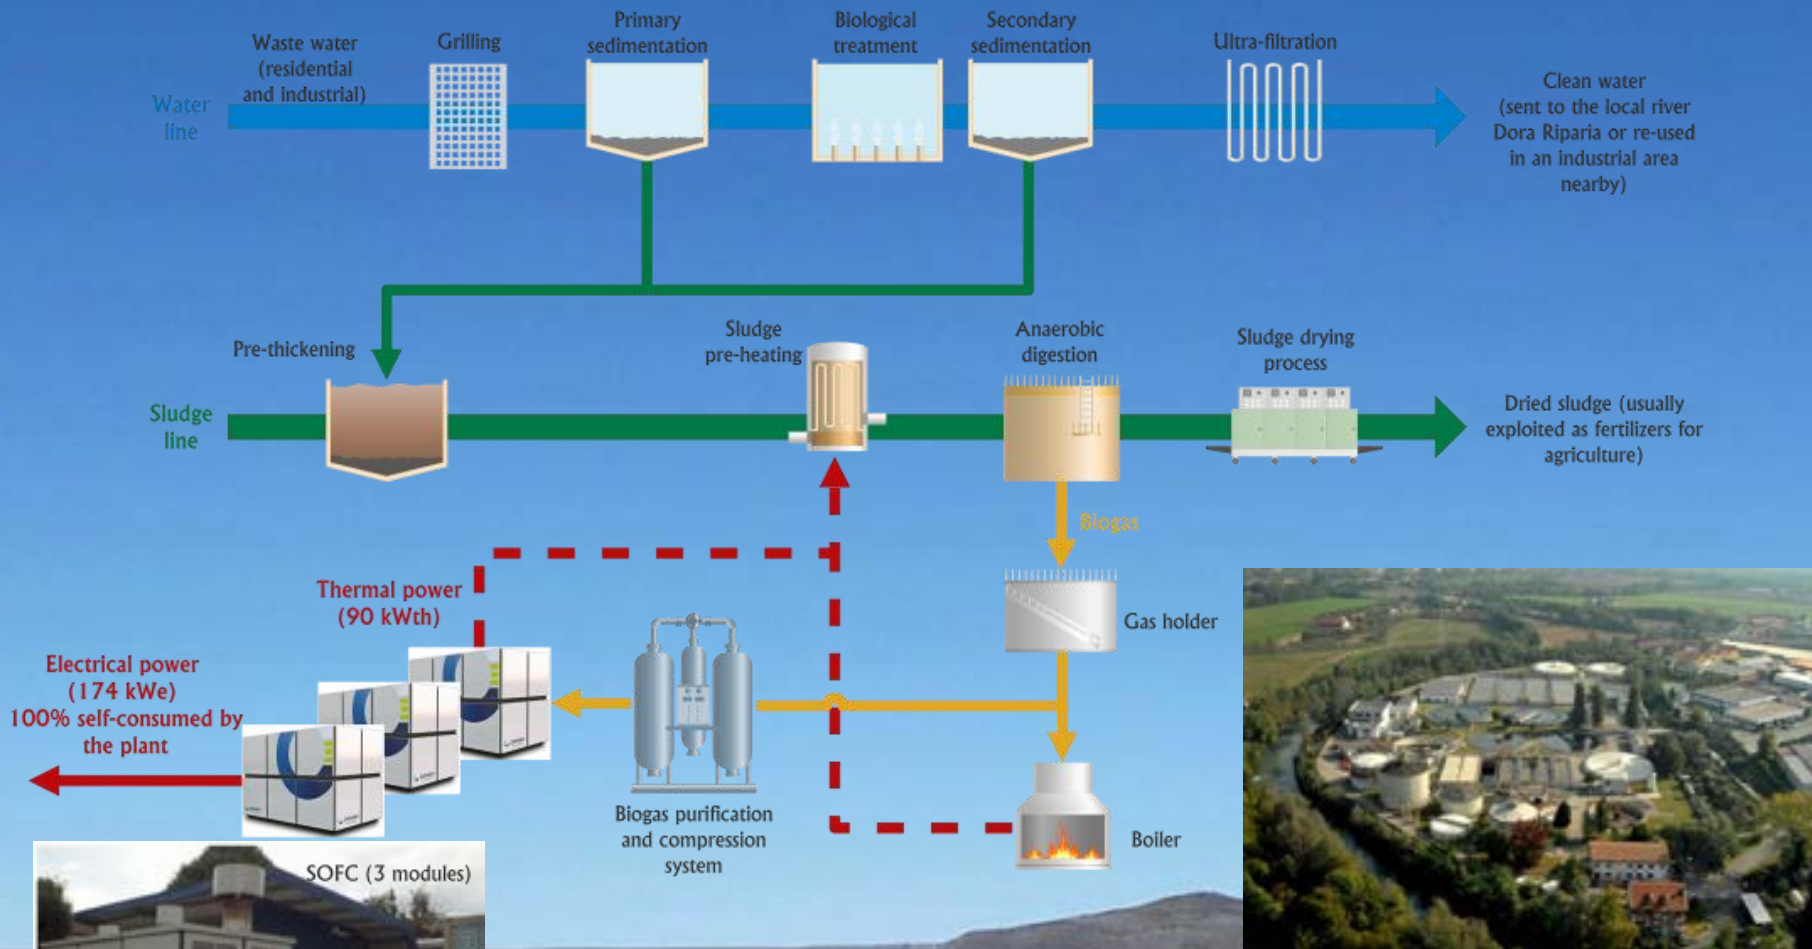 Waste water
(residential
and industrial)
Grilling
Primary
sedimentation
Biological
treatment
Secondary
sedimentation
Ultra-filtration
Water
line
Clean water
(sent to the local river
Dora Riparia or re-used
in an industrial area
nearby)
Pre-thickening
Sludge
pre-heating
Anaerobic
digestion
Sludge drying
process
Sludge
line
Dried sludge (usually
exploited as fertilizers for
agriculture)
Biogas
Thermal power
(90 kWth)
Gas holder
Electrical power
(174 kWe)
100% self-consumed by
the plant
Biogas purification
and compression
system
Boiler
SOFC (3 modules)